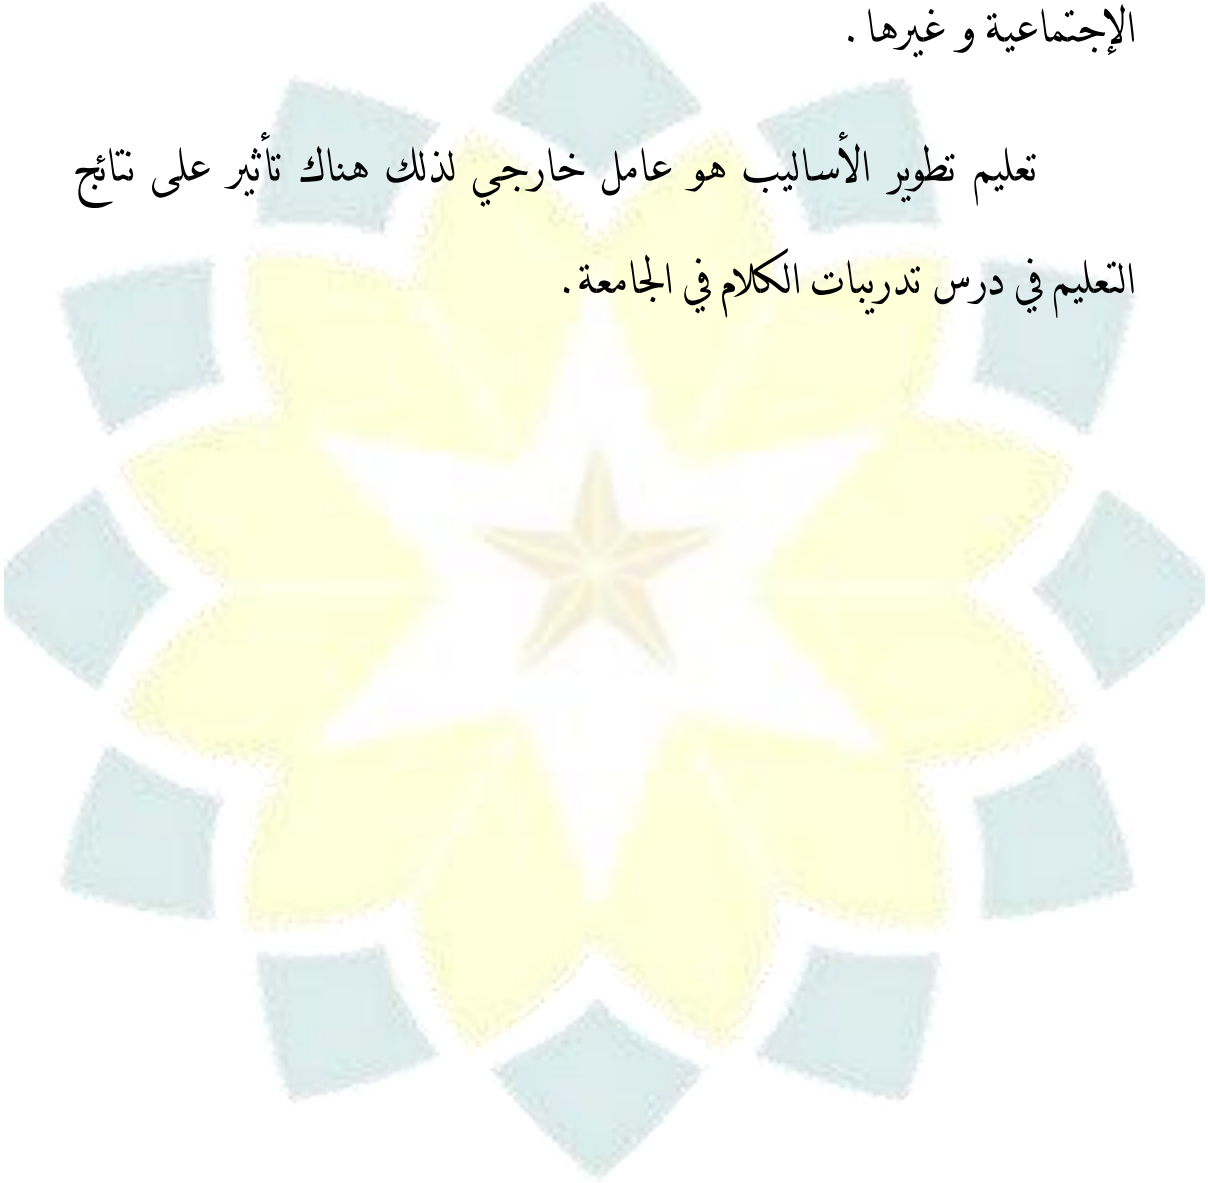 الإجتماعية و غيرها .
تعليم تطوير الأساليب هو عامل خارجي لذلك هناك تأثير على نتائج
التعليم في درس تدريبات الكلام في الجامعة .